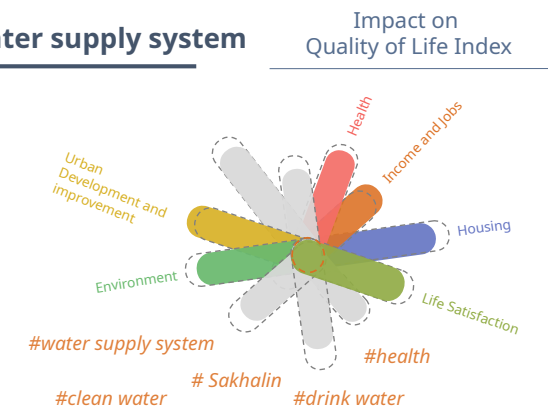 ter supply system
Impact on
Quality of Life Index
Health
Income and Jobs
Urban
Development and
improvement
Housing
Environment
Life Satisfaction
#water supply system
#health
# Sakhalin
#clean water
#drink water